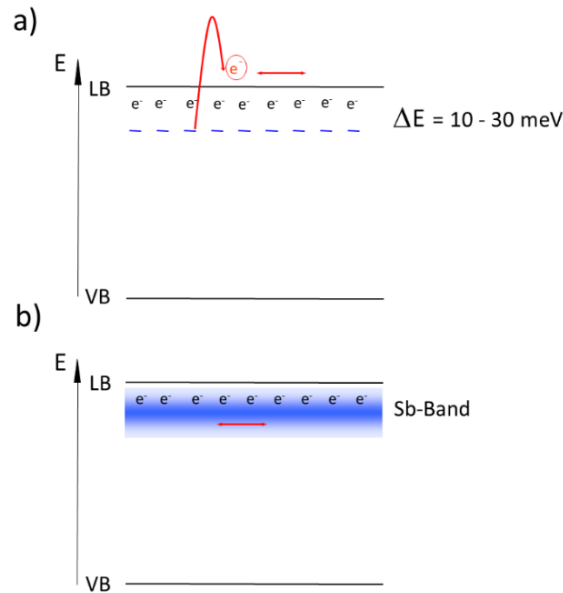 a)
E
LB
e⁻
e⁻ e⁻ e⁻ e⁻ e⁻ e⁻ e⁻ e⁻ e⁻
ΔE = 10 - 30 meV
VB
b)
E
LB
e⁻ e⁻ e⁻ e⁻ e⁻ e⁻ e⁻ e⁻ e⁻
Sb-Band
VB